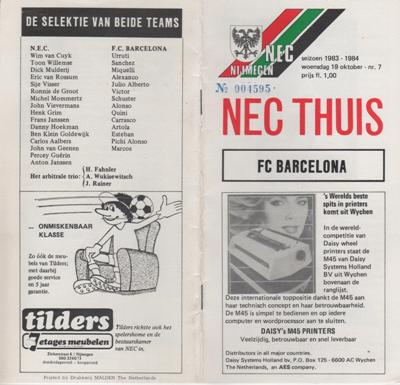 DE SELEKTIE VAN BEIDE TEAMS
N.E.C.
Wim van Cuyk
Toon Willemse
Dick Mulderij
Eric van Rossum
Sije Visser
Ronnie de Groot
Michel Mommertz
John Vievermans
Henk Grim
Frans Janssen
Danny Hoekman
Ben Klein Goldewijk
Carlos Aalbers
John van Geenen
Percey Guérin
Anton Janssen
F.C. BARCELONA
Urruti
Sanchez
Miquelli
Alexanco
Julio Alberto
Victor
Schuster
Alonso
Quini
Carrasco
Artola
Esteban
Pichi Alonso
Marcos
Het arbitrale trio:
H. Fahnler
A. Wuksewitsch
J. Rainer
... ONMISKENBAAR
KLASSE
Zo óók de meu-
bels van Tilders;
met daarbij
goede service
en 5 jaar
garantie.
tilders
etages meubelen
Tilders richtte ook het
spelershome en de
bestuurskamer
van NEC in.
Printed by Drukkerij MALDEN The Netherlands
NEC
NIJMEGEN
seizoen 1983 - 1984
woensdag 19 oktober - nr. 7
prijs fl. 1,00
№ 004595
NEC THUIS
FC BARCELONA
's Werelds beste
spits in printers
komt uit Wychen
In de wereld-
competitie van
Daisy wheel
printers staat de
M45 van Daisy
Systems Holland
BV uit Wychen
bovenaan de
ranglijst.
Deze internationale toppositie dankt de M45 aan
haar technisch concept en haar betrouwbaarheid.
De M45 is simpel te bedienen en op iedere
computer en wordprocessor aan te sluiten.
DAISY's M45 PRINTERS
Veelzijdig, betrouwbaar en snel leverbaar
Distributors in all major countries.
Daisy Systems Holland b.v., P.O. Box 125 - 6600 AC Wychen
The Netherlands, an AES company.